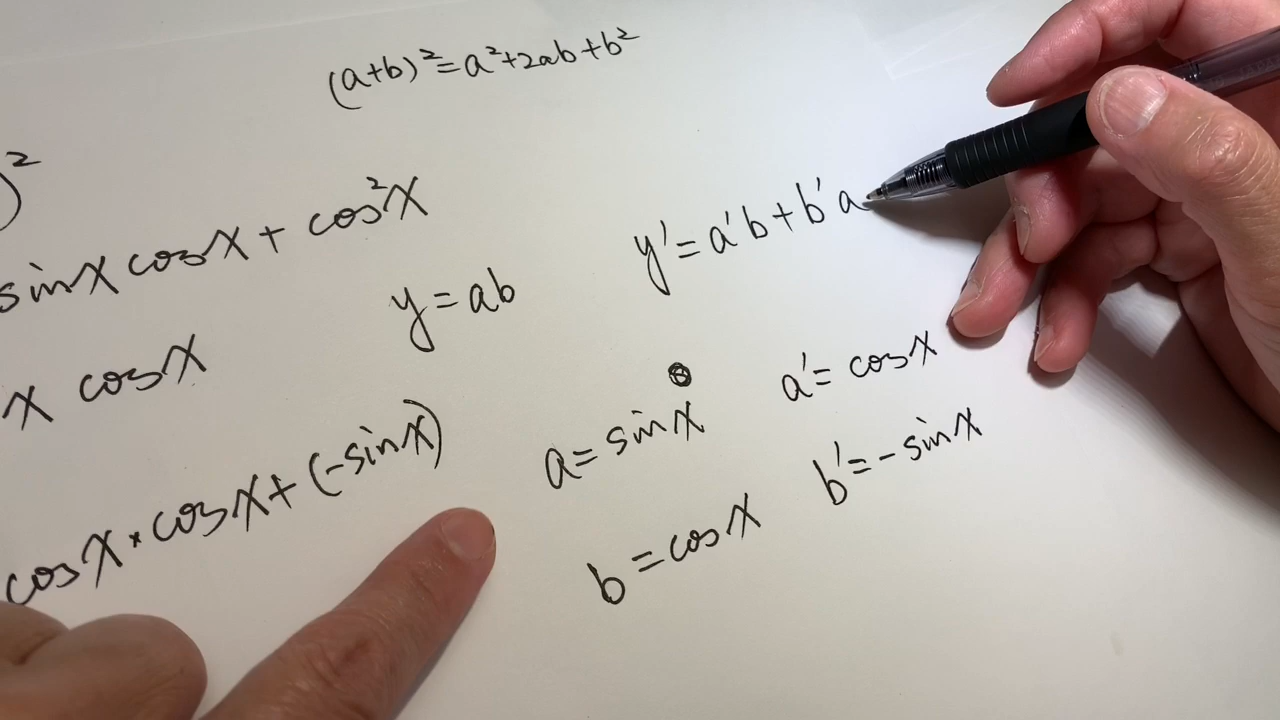 (a+b)²=a²+2ab+b²
)²
sinx cosx + cos²x
y'=a'b+b'a
y=ab
x cosx
a'= cosx
a= sinx
b'=- sinx
cosx·cosx+(-sinx)
b=cosx